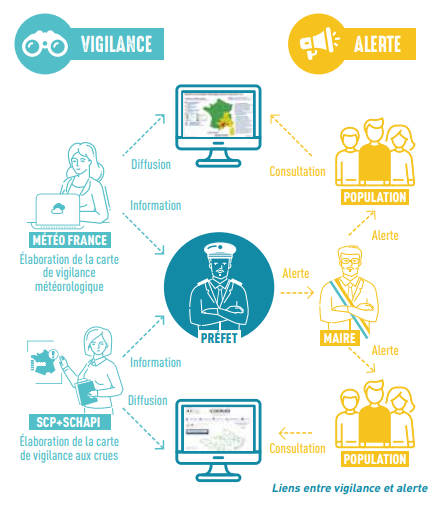 VIGILANCE
ALERTE
Diffusion
Consultation
POPULATION
Information
MÉTÉO FRANCE
Élaboration de la carte
de vigilance
météorologique
Alerte
Alerte
PRÉFET
MAIRE
Information
Alerte
Diffusion
SCP+SCHAPI
Élaboration de la carte
de vigilance aux crues
Consultation
POPULATION
Liens entre vigilance et alerte